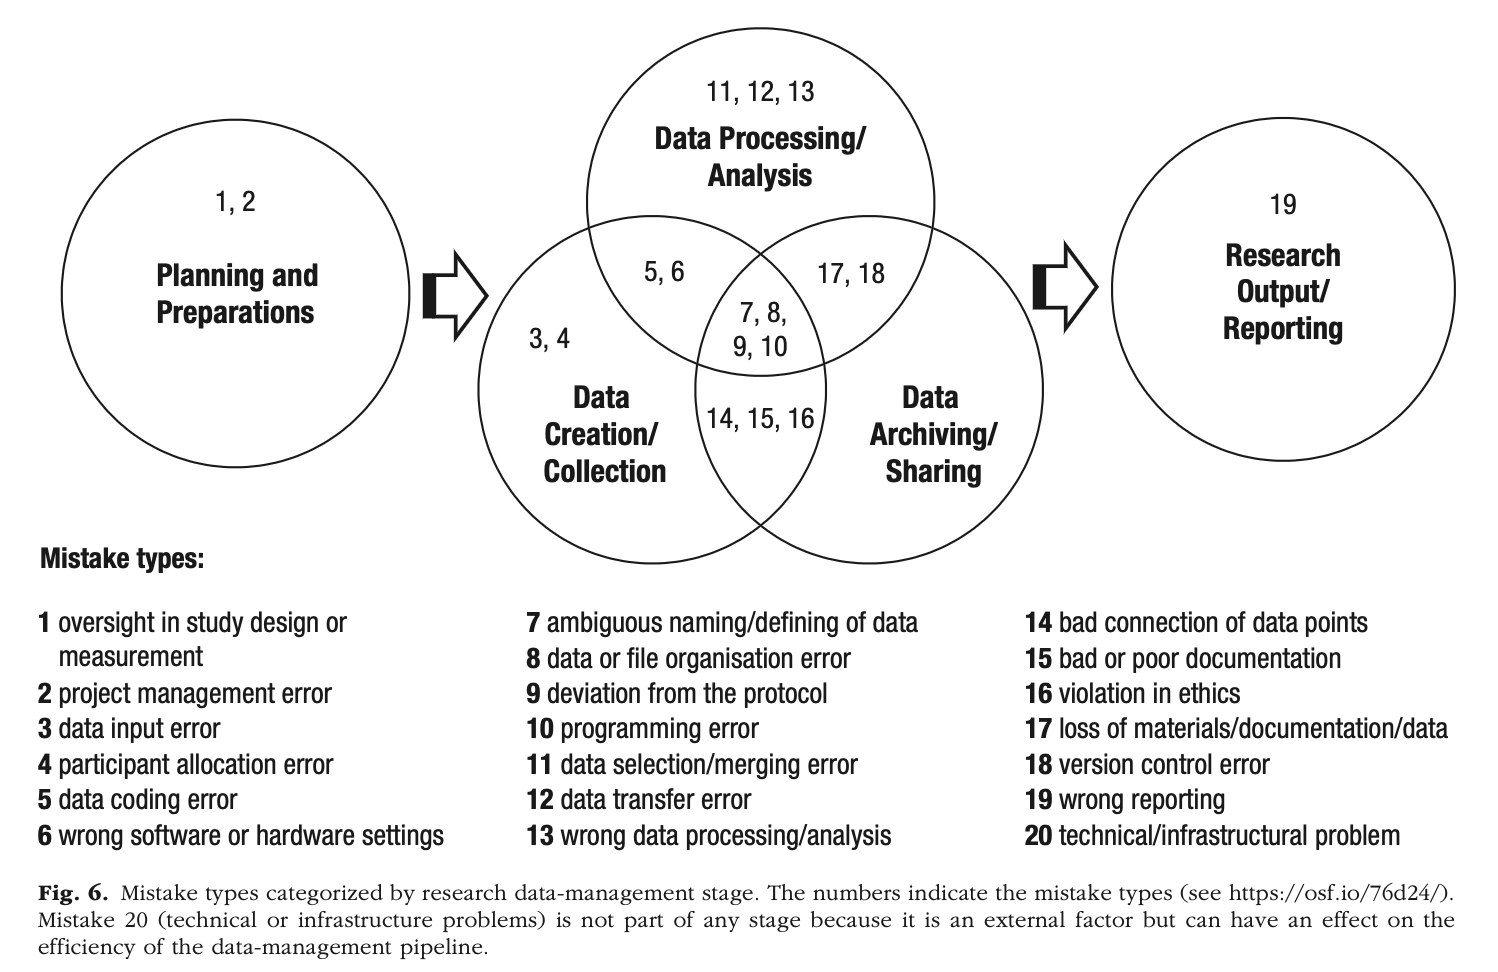 11, 12, 13
Data Processing/
Analysis
1, 2
Planning and
Preparations
5, 6
17, 18
7, 8,
9, 10
3, 4
Data
Creation/
Collection
14, 15, 16
Data
Archiving/
Sharing
19
Research
Output/
Reporting
Mistake types:
1 oversight in study design or
measurement
2 project management error
3 data input error
4 participant allocation error
5 data coding error
6 wrong software or hardware settings
7 ambiguous naming/defining of data
8 data or file organisation error
9 deviation from the protocol
10 programming error
11 data selection/merging error
12 data transfer error
13 wrong data processing/analysis
14 bad connection of data points
15 bad or poor documentation
16 violation in ethics
17 loss of materials/documentation/data
18 version control error
19 wrong reporting
20 technical/infrastructural problem
Fig. 6. Mistake types categorized by research data-management stage. The numbers indicate the mistake types (see https://osf.io/76d24/).
Mistake 20 (technical or infrastructure problems) is not part of any stage because it is an external factor but can have an effect on the
efficiency of the data-management pipeline.